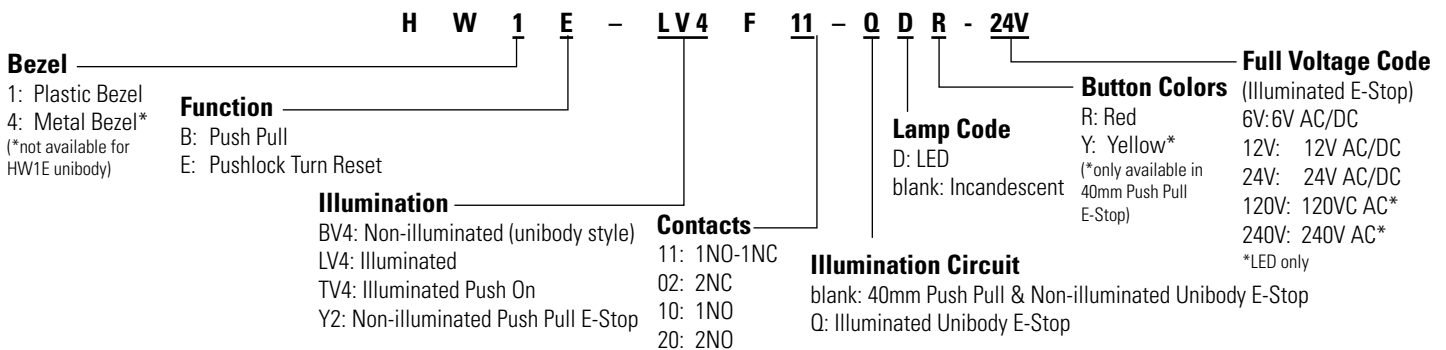 H W 1 E – LV4 F 11 – Q D R - 24V
Bezel
1: Plastic Bezel
4: Metal Bezel*
(*not available for
HW1E unibody)
Function
B: Push Pull
E: Pushlock Turn Reset
Illumination
BV4: Non-illuminated (unibody style)
LV4: Illuminated
TV4: Illuminated Push On
Y2: Non-illuminated Push Pull E-Stop
Contacts
11: 1NO-1NC
02: 2NC
10: 1NO
20: 2NO
Illumination Circuit
blank: 40mm Push Pull & Non-illuminated Unibody E-Stop
Q: Illuminated Unibody E-Stop
Lamp Code
D: LED
blank: Incandescent
Button Colors
R: Red
Y: Yellow*
(*only available in
40mm Push Pull
E-Stop)
Full Voltage Code
(Illuminated E-Stop)
6V:6V AC/DC
12V: 12V AC/DC
24V: 24V AC/DC
120V: 120VC AC*
240V: 240V AC*
*LED only